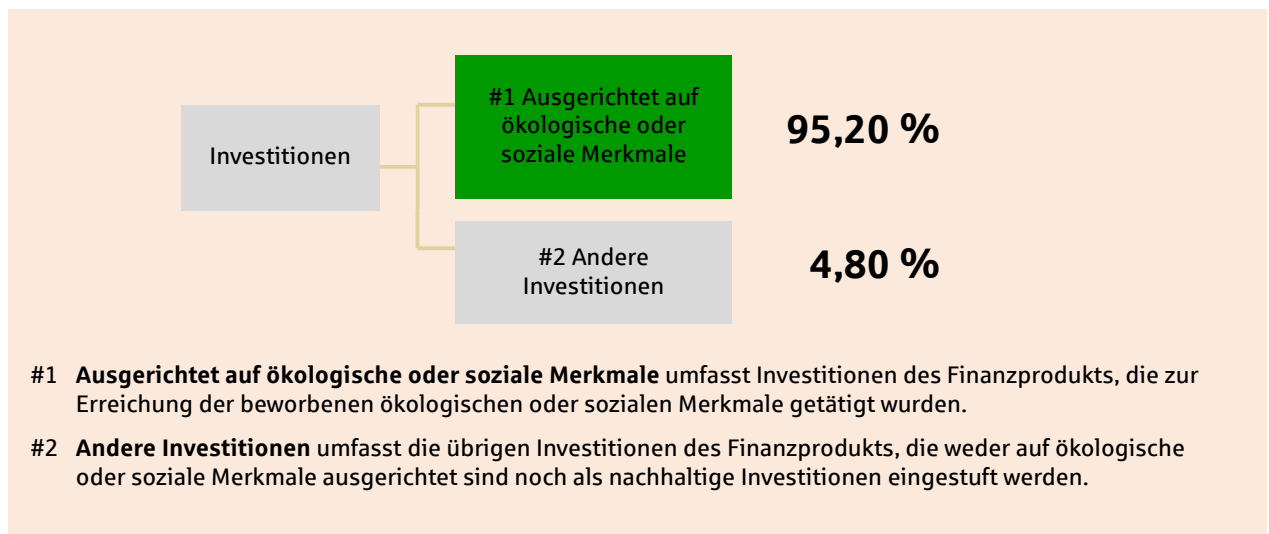 #1 Ausgerichtet auf
ökologische oder
soziale Merkmale
95,20 %
Investitionen
#2 Andere
Investitionen
4,80 %
#1 Ausgerichtet auf ökologische oder soziale Merkmale umfasst Investitionen des Finanzprodukts, die zur
Erreichung der beworbenen ökologischen oder sozialen Merkmale getätigt wurden.
#2 Andere Investitionen umfasst die übrigen Investitionen des Finanzprodukts, die weder auf ökologische
oder soziale Merkmale ausgerichtet sind noch als nachhaltige Investitionen eingestuft werden.